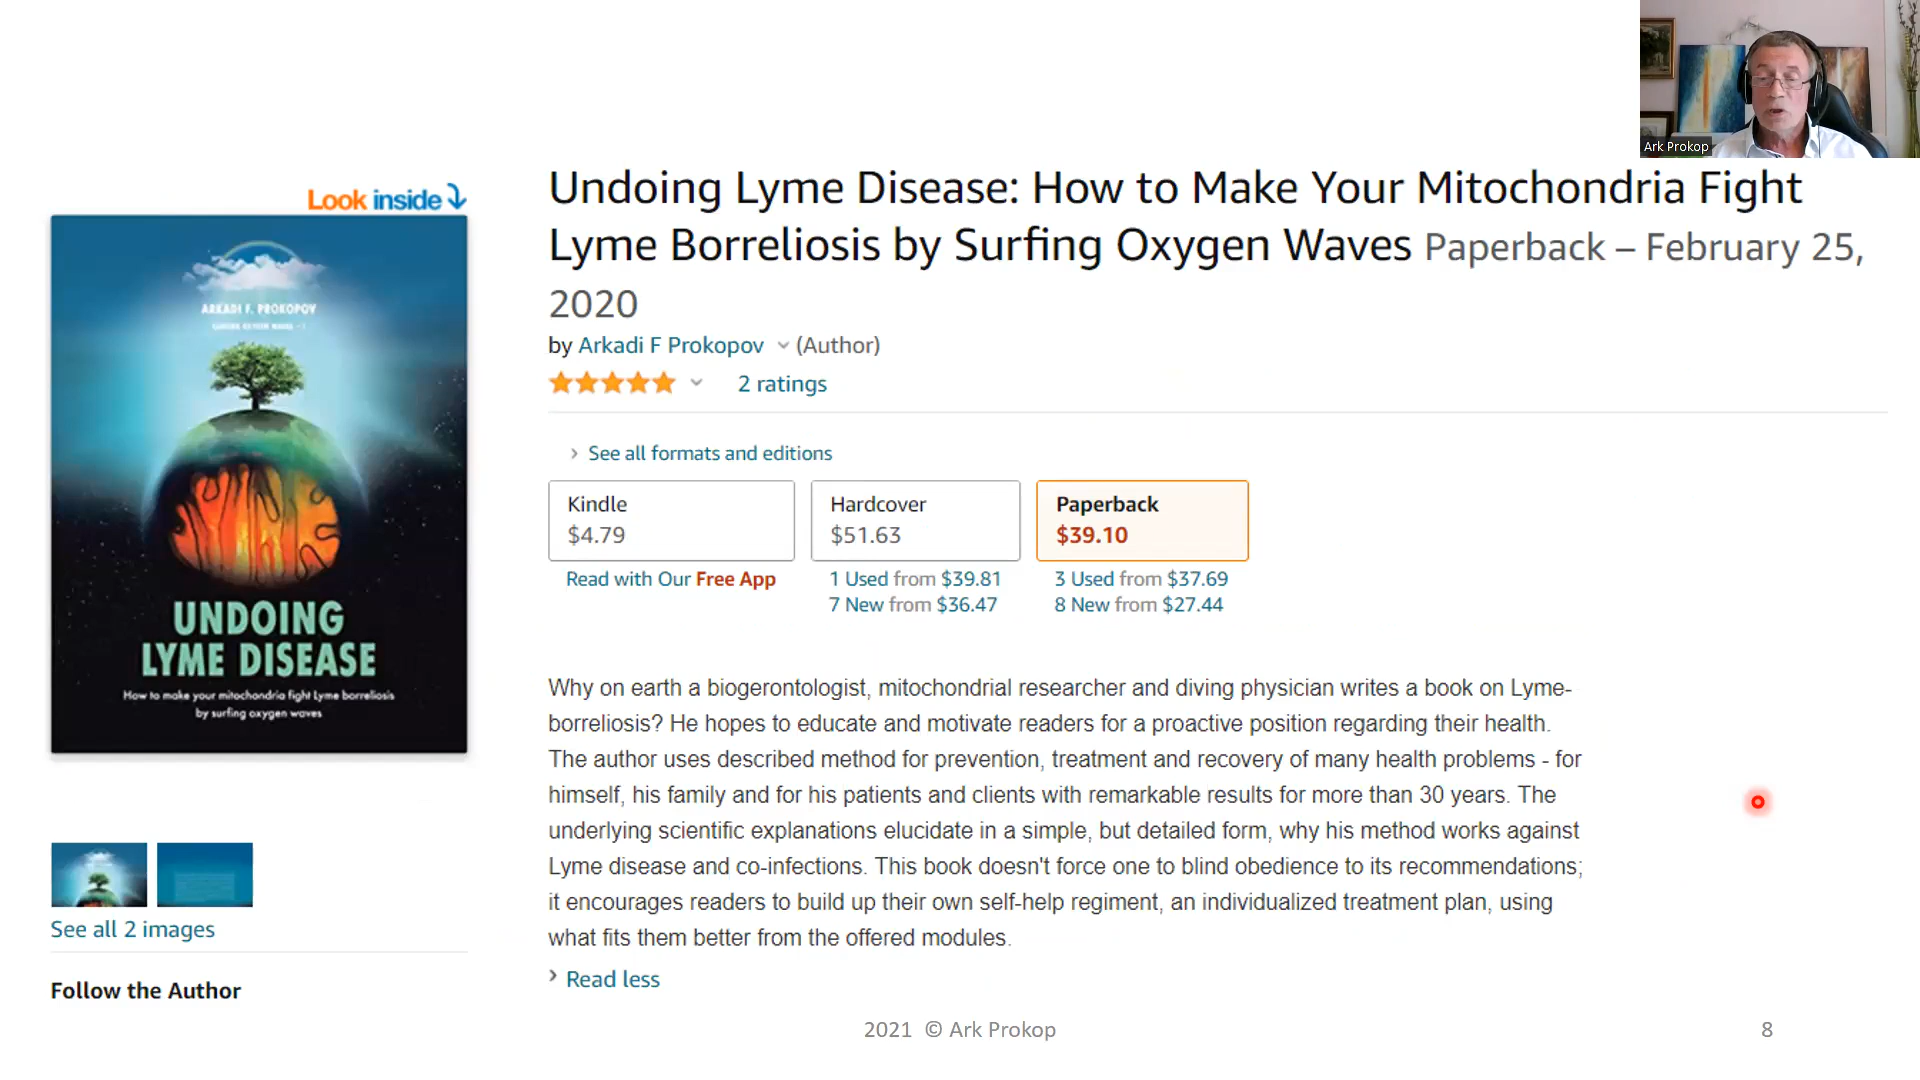 Ark Prokop
Look inside
ARKADI F. PROKOPOV
SURFING OXYGEN WAVES - 1
UNDOING
LYME DISEASE
How to make your mitochondria fight Lyme borreliosis
by surfing oxygen waves
See all 2 images
Follow the Author
Undoing Lyme Disease: How to Make Your Mitochondria Fight
Lyme Borreliosis by Surfing Oxygen Waves Paperback – February 25,
2020
by Arkadi F Prokopov (Author)
2 ratings
› See all formats and editions
Kindle
$4.79
Read with Our Free App
Hardcover
$51.63
1 Used from $39.81
7 New from $36.47
Paperback
$39.10
3 Used from $37.69
8 New from $27.44
Why on earth a biogerontologist, mitochondrial researcher and diving physician writes a book on Lyme-
borreliosis? He hopes to educate and motivate readers for a proactive position regarding their health.
The author uses described method for prevention, treatment and recovery of many health problems - for
himself, his family and for his patients and clients with remarkable results for more than 30 years. The
underlying scientific explanations elucidate in a simple, but detailed form, why his method works against
Lyme disease and co-infections. This book doesn't force one to blind obedience to its recommendations;
it encourages readers to build up their own self-help regiment, an individualized treatment plan, using
what fits them better from the offered modules.
› Read less
2021 © Ark Prokop
8